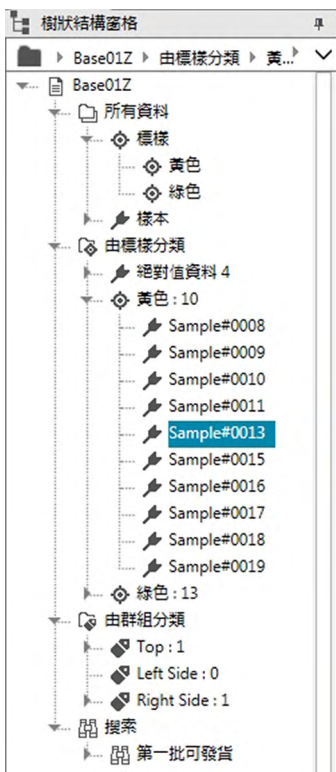 樹狀結構窗格
Base01Z 由標樣分類 黃...
Base01Z
所有資料
標樣
黃色
綠色
樣本
由標樣分類
絕對值資料 4
黃色 : 10
Sample#0008
Sample#0009
Sample#0010
Sample#0011
Sample#0013
Sample#0015
Sample#0016
Sample#0017
Sample#0018
Sample#0019
綠色 : 13
由群組分類
Top : 1
Left Side : 0
Right Side : 1
搜索
第一批可發貨